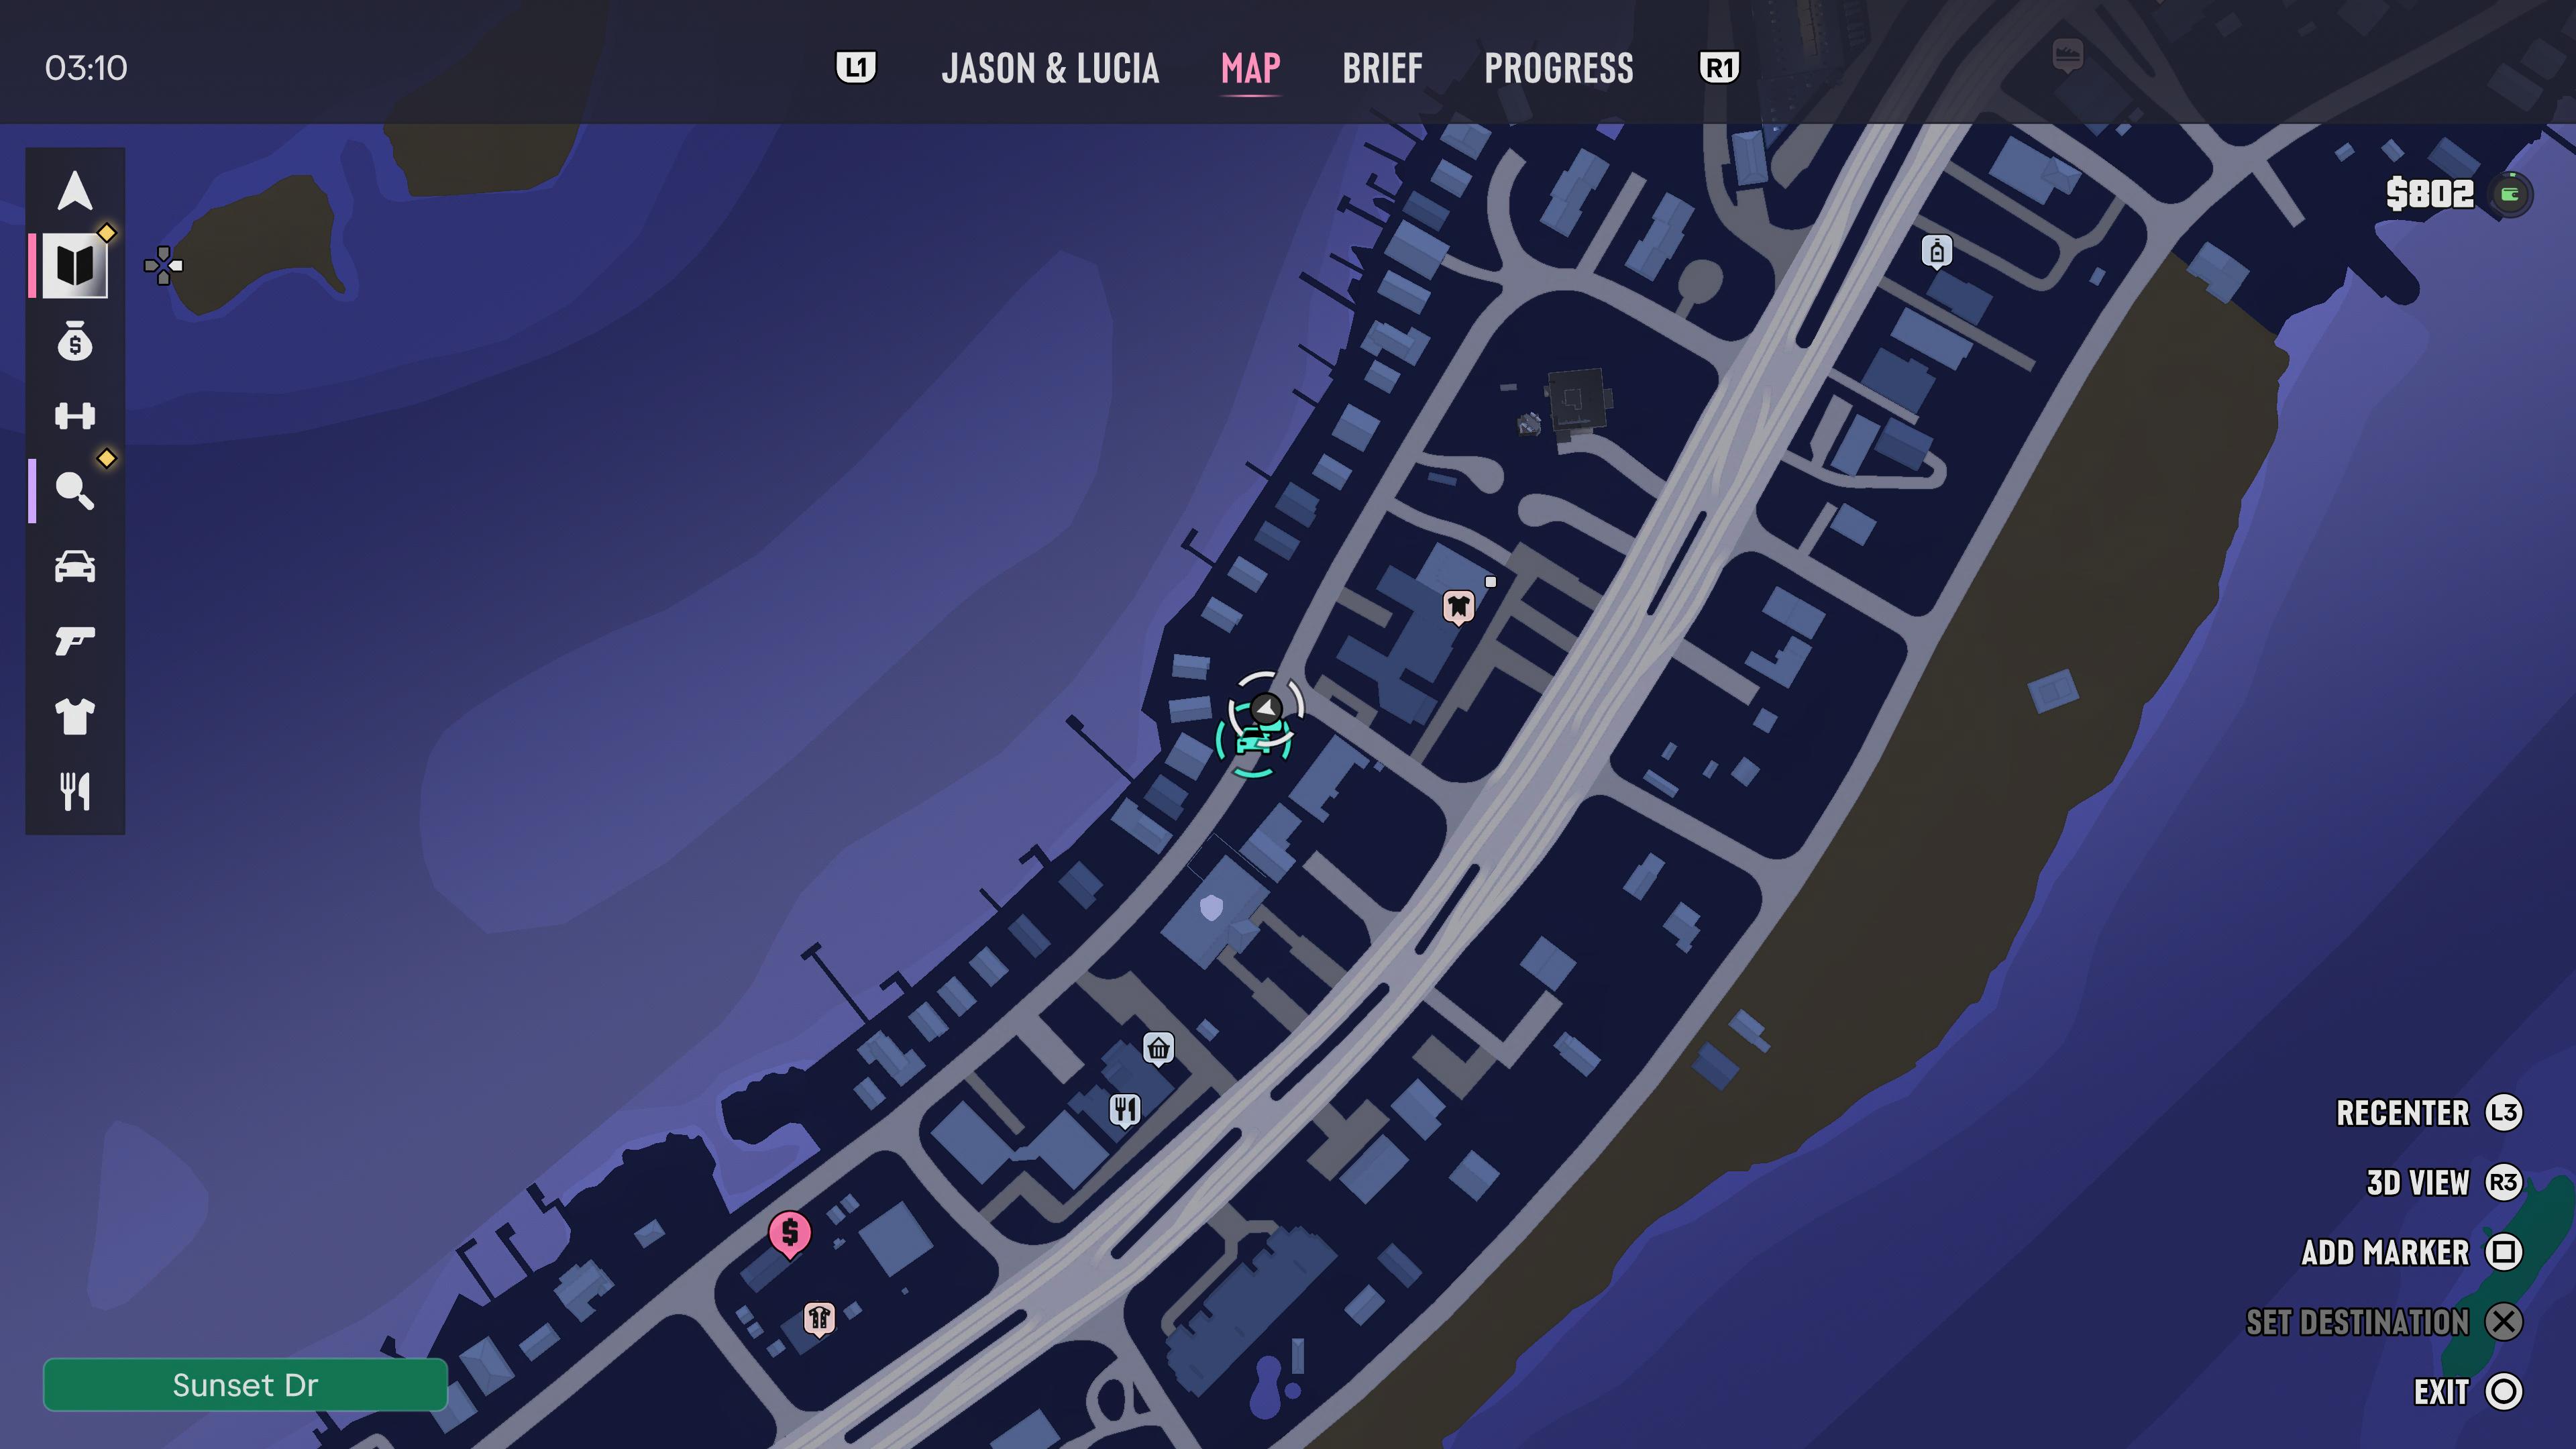 03:10
L1
JASON & LUCIA
MAP
BRIEF
PROGRESS
R1
$802
RECENTER L3
3D VIEW R3
ADD MARKER
SET DESTINATION
EXIT
Sunset Dr